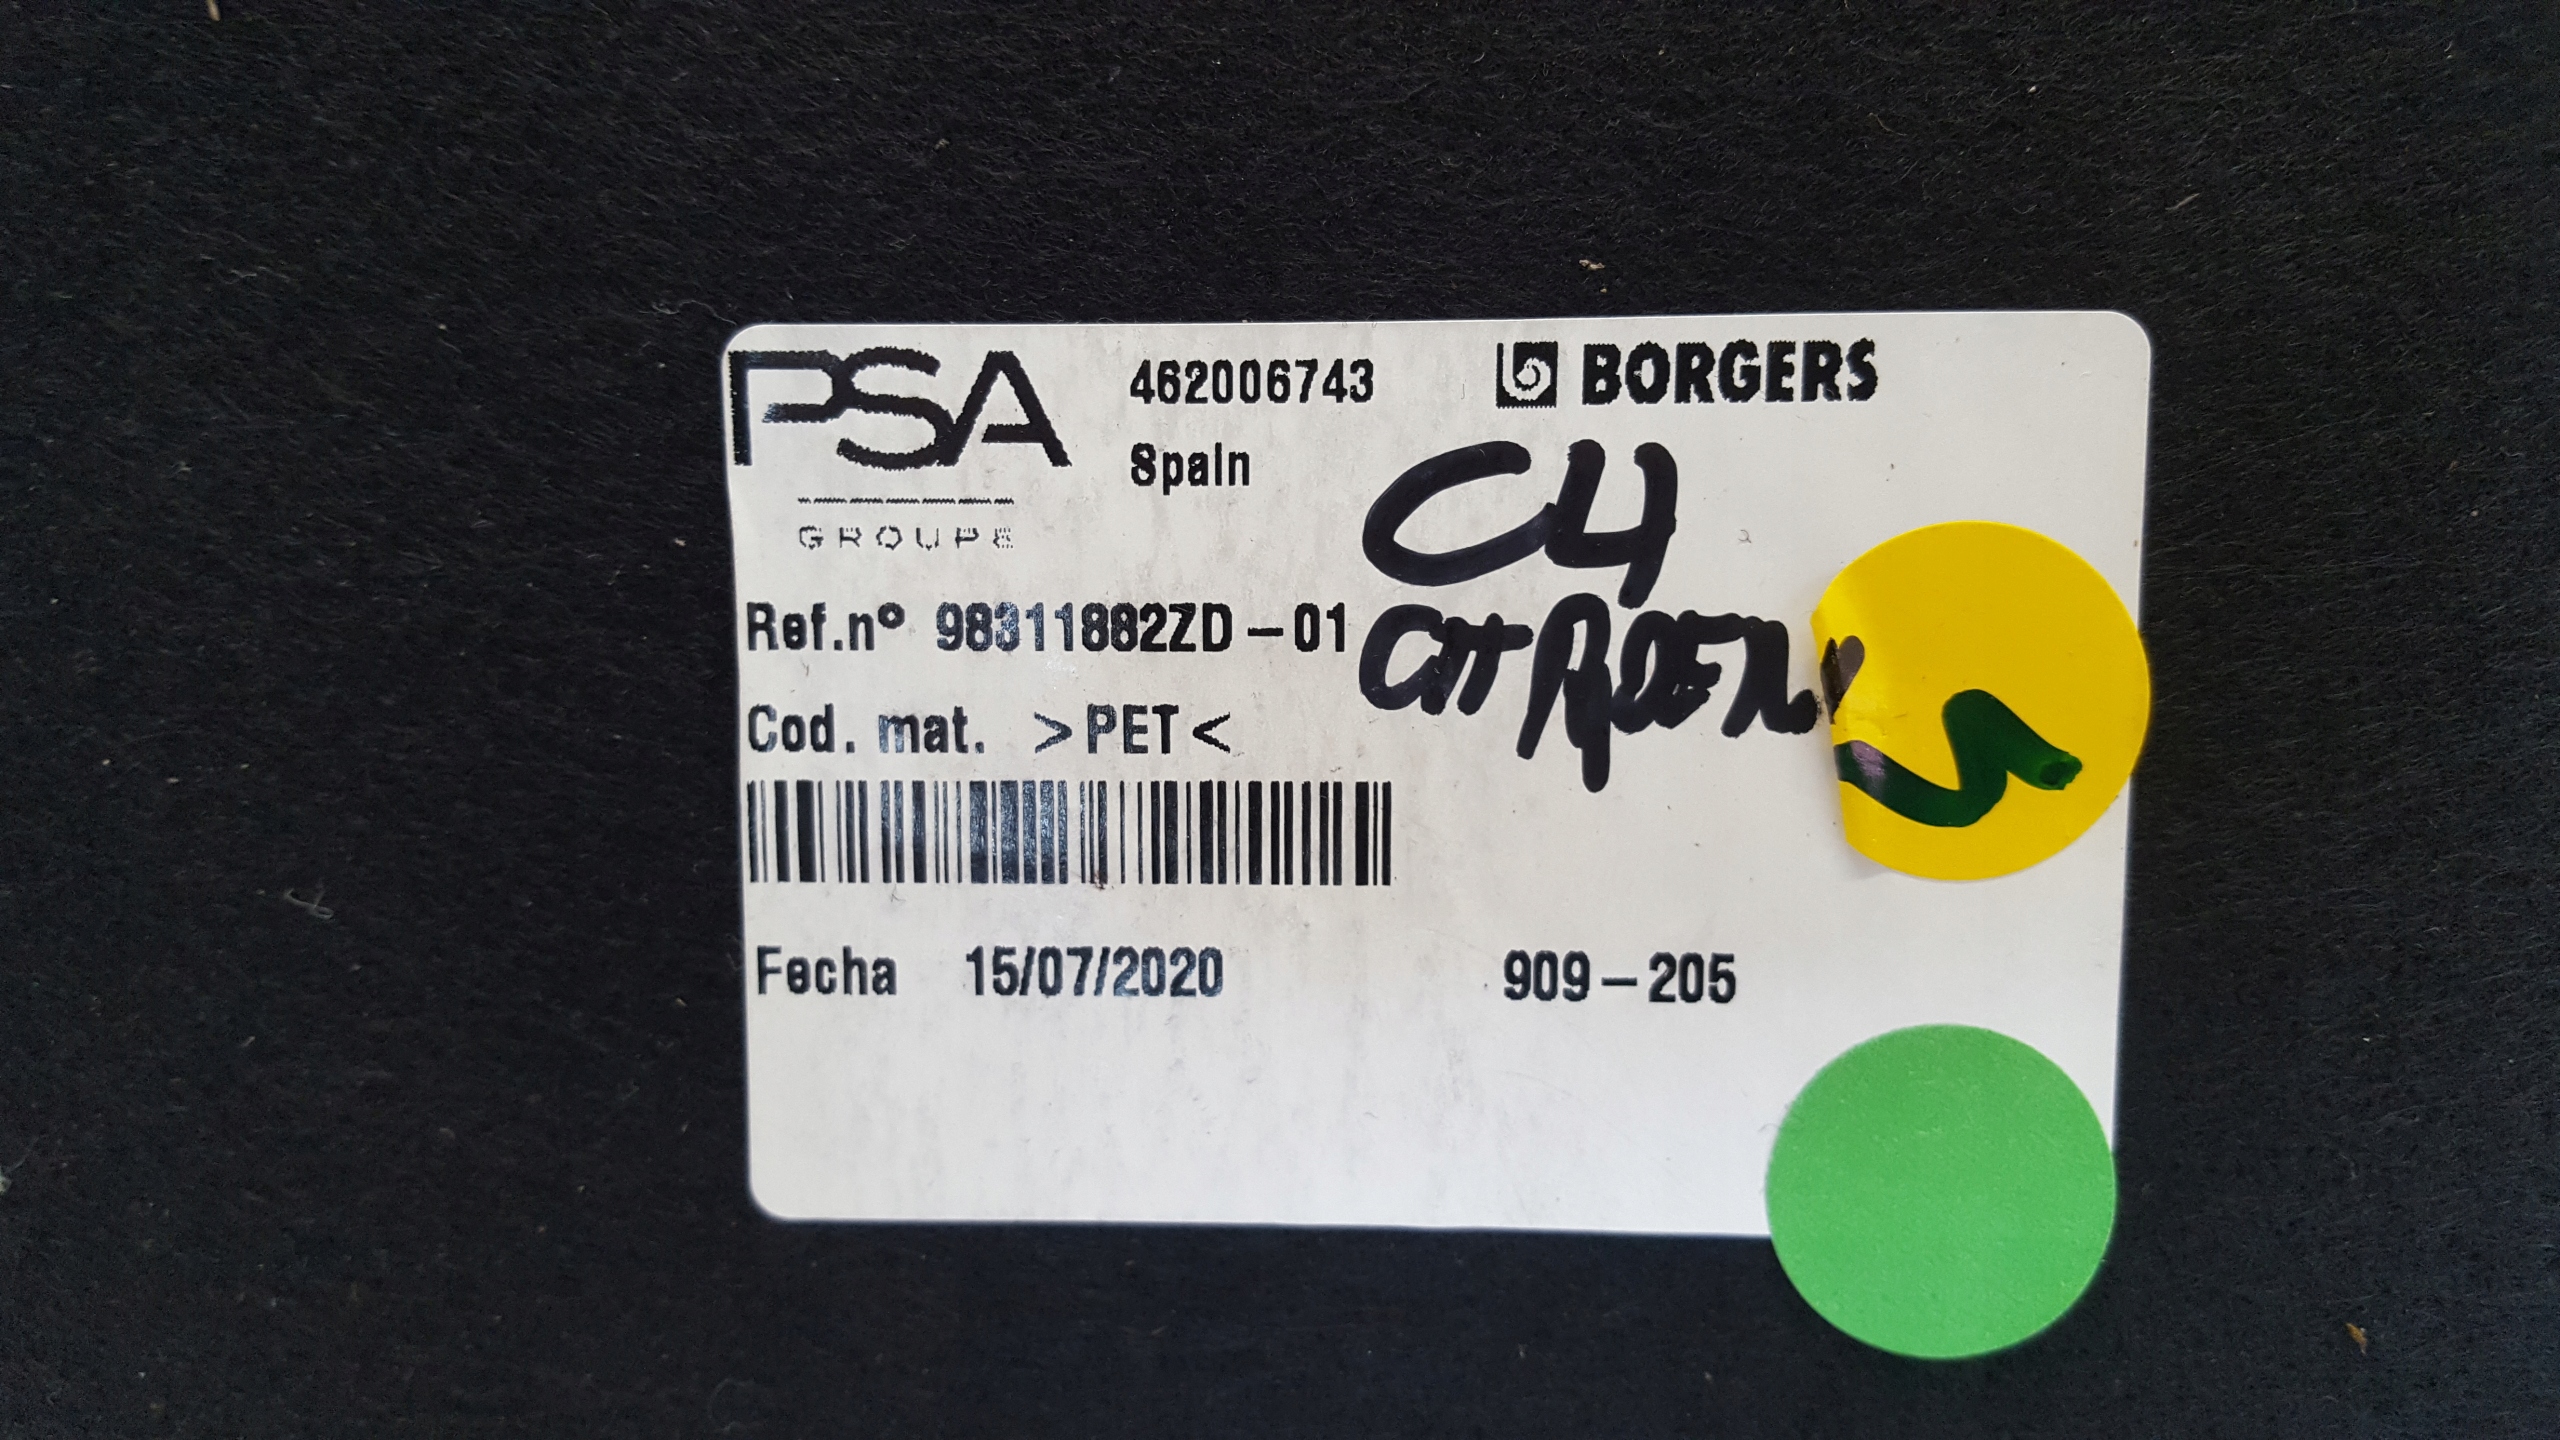 PSA
GROUPE
462006743
Spain
BORGERS
C4
CITROEN
Ref.nº 98311882ZD-01
Cod. mat. >PET<
Fecha 15/07/2020 909-205